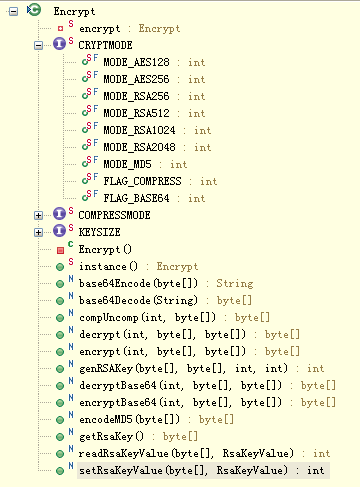 Encrypt
S encrypt : Encrypt
S CRYPTMODE
S F MODE_AES128 : int
S F MODE_AES256 : int
S F MODE_RSA256 : int
S F MODE_RSA512 : int
S F MODE_RSA1024 : int
S F MODE_RSA2048 : int
S F MODE_MD5 : int
S F FLAG_COMPRESS : int
S F FLAG_BASE64 : int
S COMPRESSMODE
S KEYSIZE
Encrypt()
S instance() : Encrypt
N base64Encode(byte[]) : String
N base64Decode(String) : byte[]
N compUncomp(int, byte[]) : byte[]
N decrypt(int, byte[], byte[]) : byte[]
N encrypt(int, byte[], byte[]) : byte[]
N genRSAKey(byte[], byte[], int, int) : int
N decryptBase64(int, byte[], byte[]) : byte[]
N encryptBase64(int, byte[], byte[]) : byte[]
N encodeMD5(byte[]) : byte[]
N getRsaKey() : byte[]
N readRsaKeyValue(byte[], RsaKeyValue) : int
N setRsaKeyValue(byte[], RsaKeyValue) : int